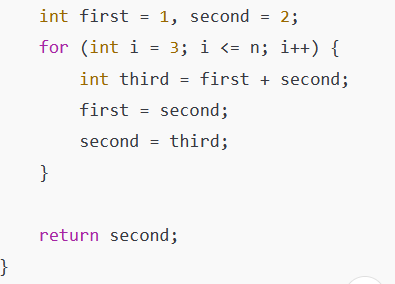 int first = 1, second = 2;
for (int i = 3; i <= n; i++) {
int third = first + second;
first = second;
second = third;
}
return second;
}